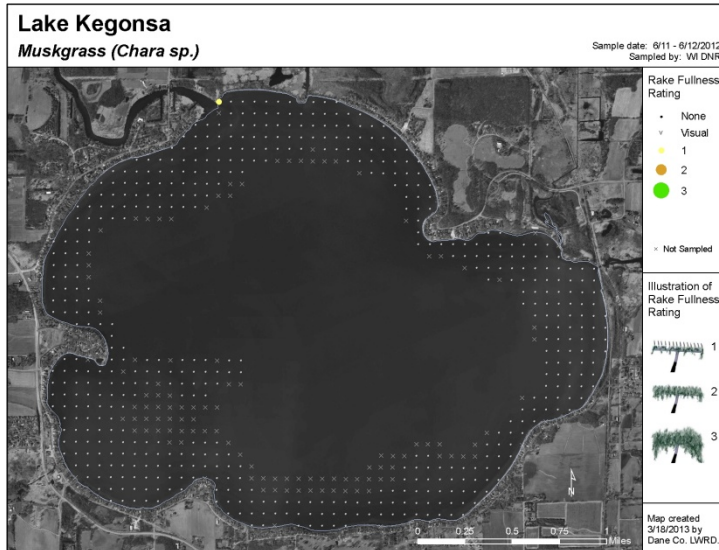 Lake Kegonsa
Muskgrass (Chara sp.)
Sample date: 6/11 - 6/12/2012
Sampled by: WI DNR
Rake Fullness
Rating
None
Visual
1
2
3
Not Sampled
Illustration of
Rake Fullness
Rating
1
2
3
N
0 0.25 0.5 0.75 1
Miles
Map created
3/18/2013 by
Dane Co. LWRD.